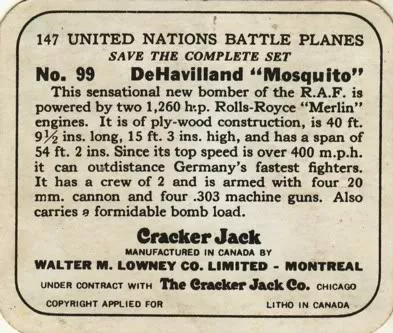 147 UNITED NATIONS BATTLE PLANES
SAVE THE COMPLETE SET
No. 99 DeHavilland "Mosquito"
This sensational new bomber of the R.A.F. is
powered by two 1,260 h.p. Rolls-Royce "Merlin"
engines. It is of ply-wood construction, is 40 ft.
9½ ins. long, 15 ft. 3 ins. high, and has a span of
54 ft. 2 ins. Since its top speed is over 400 m.p.h.
it can outdistance Germany's fastest fighters.
It has a crew of 2 and is armed with four 20
mm. cannon and four .303 machine guns. Also
carries a formidable bomb load.
Cracker Jack
MANUFACTURED IN CANADA BY
WALTER M. LOWNEY CO. LIMITED - MONTREAL
UNDER CONTRACT WITH The Cracker Jack Co. CHICAGO
COPYRIGHT APPLIED FOR LITHO IN CANADA